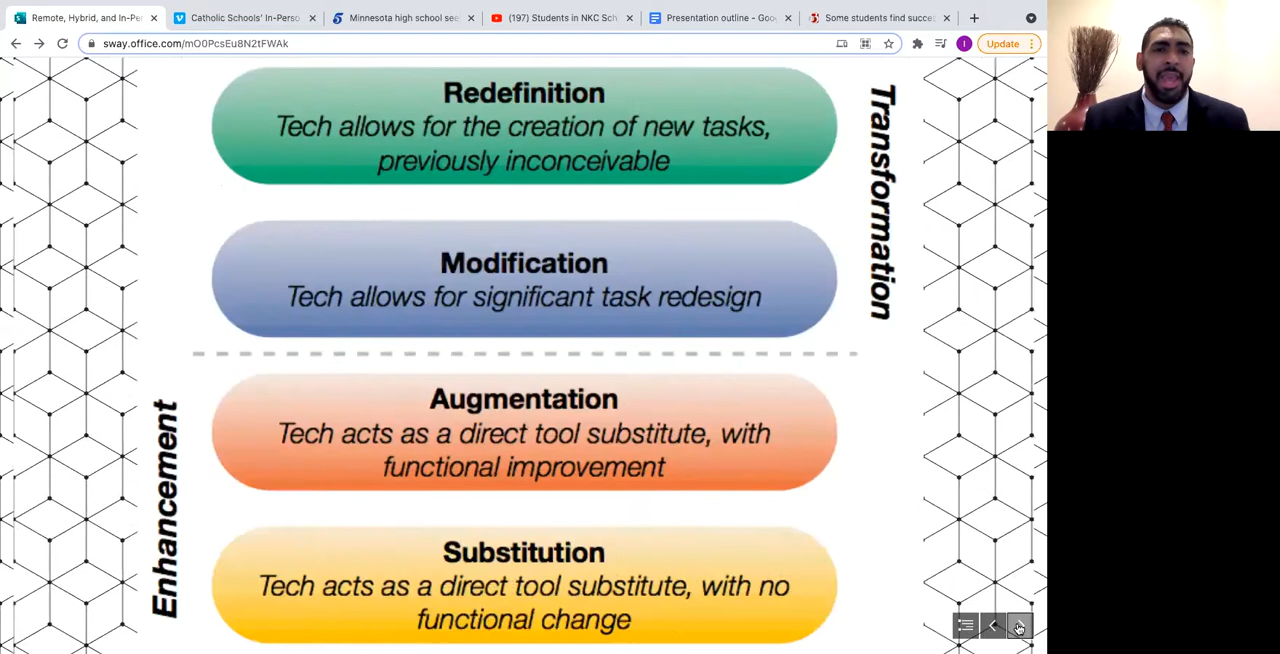 Remote, Hybrid, and In-Per
Catholic Schools' In-Perso
Minnesota high school see
(197) Students in NKC Sch
Presentation outline - Goo
Some students find succe
sway.office.com/mO0PcsEu8N2tFWAk
I
Update
Redefinition
Tech allows for the creation of new tasks,
previously inconceivable
Modification
Tech allows for significant task redesign
Transformation
Augmentation
Tech acts as a direct tool substitute, with
functional improvement
Substitution
Tech acts as a direct tool substitute, with no
functional change
Enhancement